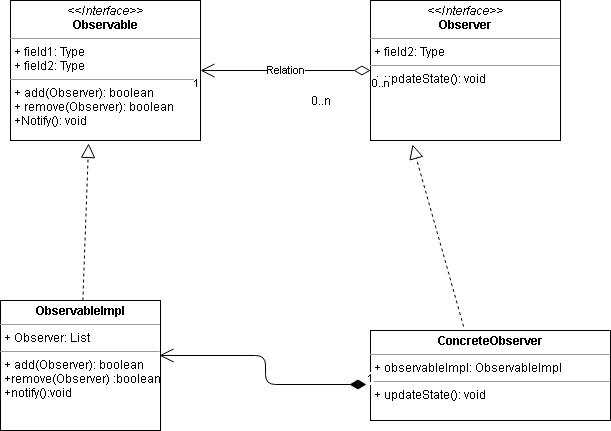 <<Interface>>
Observable
+ field1: Type
+ field2: Type
+ add(Observer): boolean
+ remove(Observer): boolean
+Notify(): void
Relation
1
0..n
0..n
<<Interface>>
Observer
+ field2: Type
pdateState(): void
ObservableImpl
+ Observer: List
+ add(Observer): boolean
+remove(Observer) :boolean
+notify():void
1
ConcreteObserver
+ observableImpl: ObservableImpl
+ updateState(): void